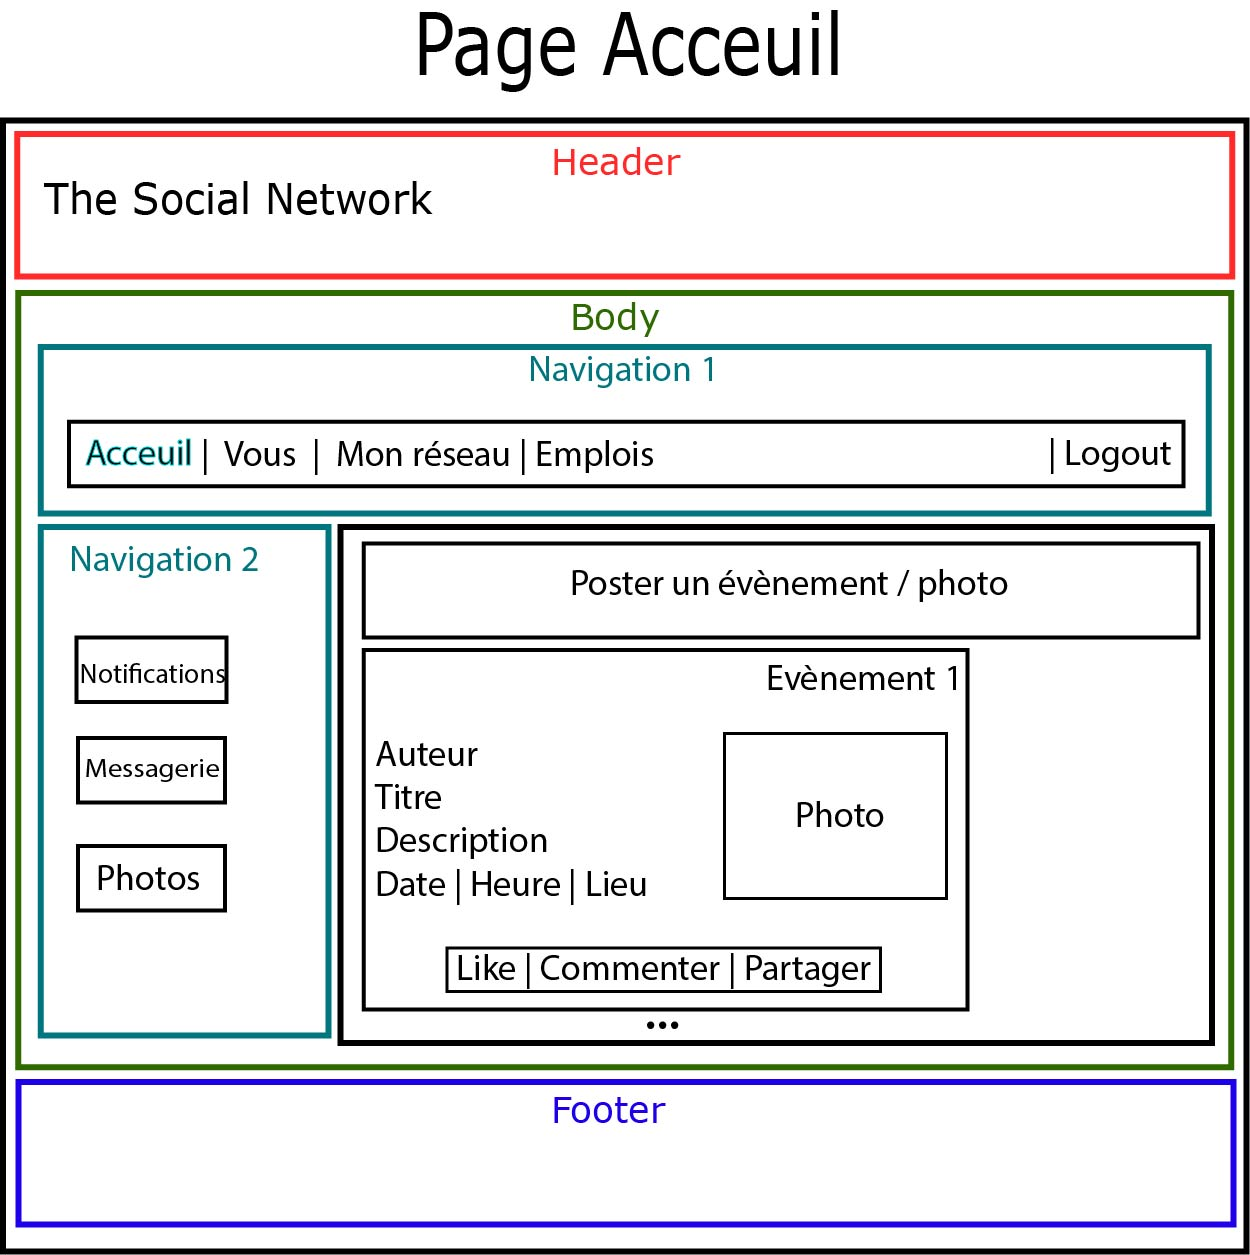 Page Acceuil
Header
The Social Network
Body
Navigation 1
Acceuil | Vous | Mon réseau | Emplois | Logout
Navigation 2
Notifications
Messagerie
Photos
Poster un évènement / photo
Evènement 1
Auteur
Titre
Description
Date | Heure | Lieu
Photo
Like | Commenter | Partager
...
Footer